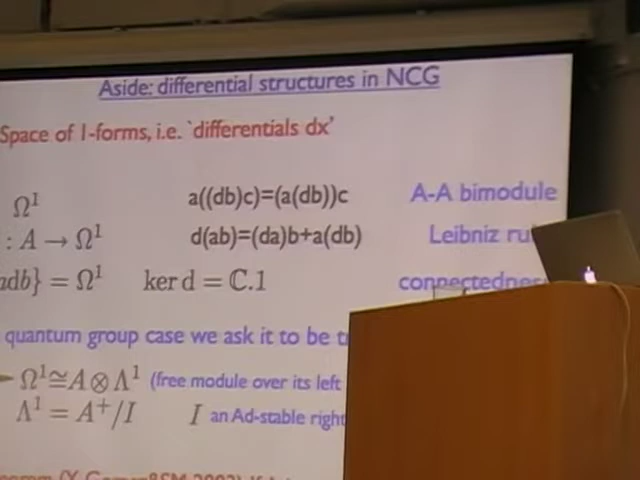 Aside: differential structures in NCG
Space of 1-forms, i.e. `differentials dx'
Ω¹ a((db)c)=(a(db))c A-A bimodule
: A → Ω¹ d(ab)=(da)b+a(db) Leibniz
adb} = Ω¹ ker d = ℂ.1 connectedness
quantum group case we ask it to be
Ω¹≅A⊗Λ¹ (free module over its left
Λ¹ = A⁺/I I an Ad-stable right